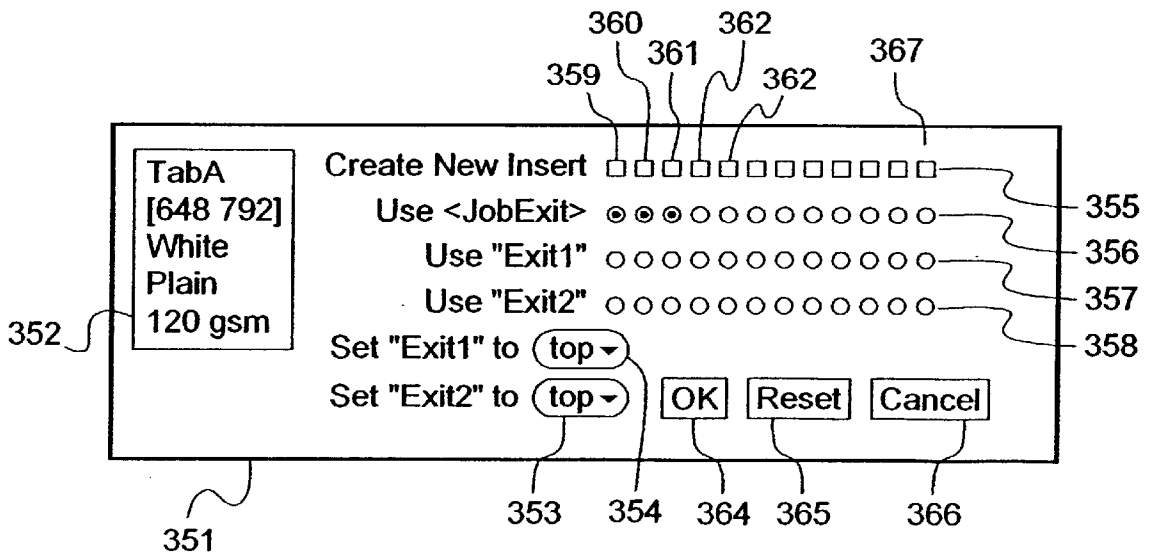 360
362
361
362
367
359
TabA
[648 792]
White
Plain
120 gsm
Create New Insert
355
Use <JobExit>
356
Use "Exit1"
357
Use "Exit2"
358
352
Set "Exit1" to top
Set "Exit2" to top OK Reset Cancel
351
353
354
364
365
366